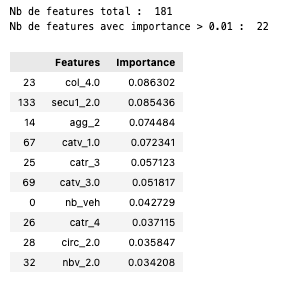 Nb de features total :  181
Nb de features avec importance > 0.01 :  22
Features Importance
23 col_4.0 0.086302
133 secu1_2.0 0.085436
14 agg_2 0.074484
67 catv_1.0 0.072341
25 catr_3 0.057123
69 catv_3.0 0.051817
0 nb_veh 0.042729
26 catr_4 0.037115
28 circ_2.0 0.035847
32 nbv_2.0 0.034208